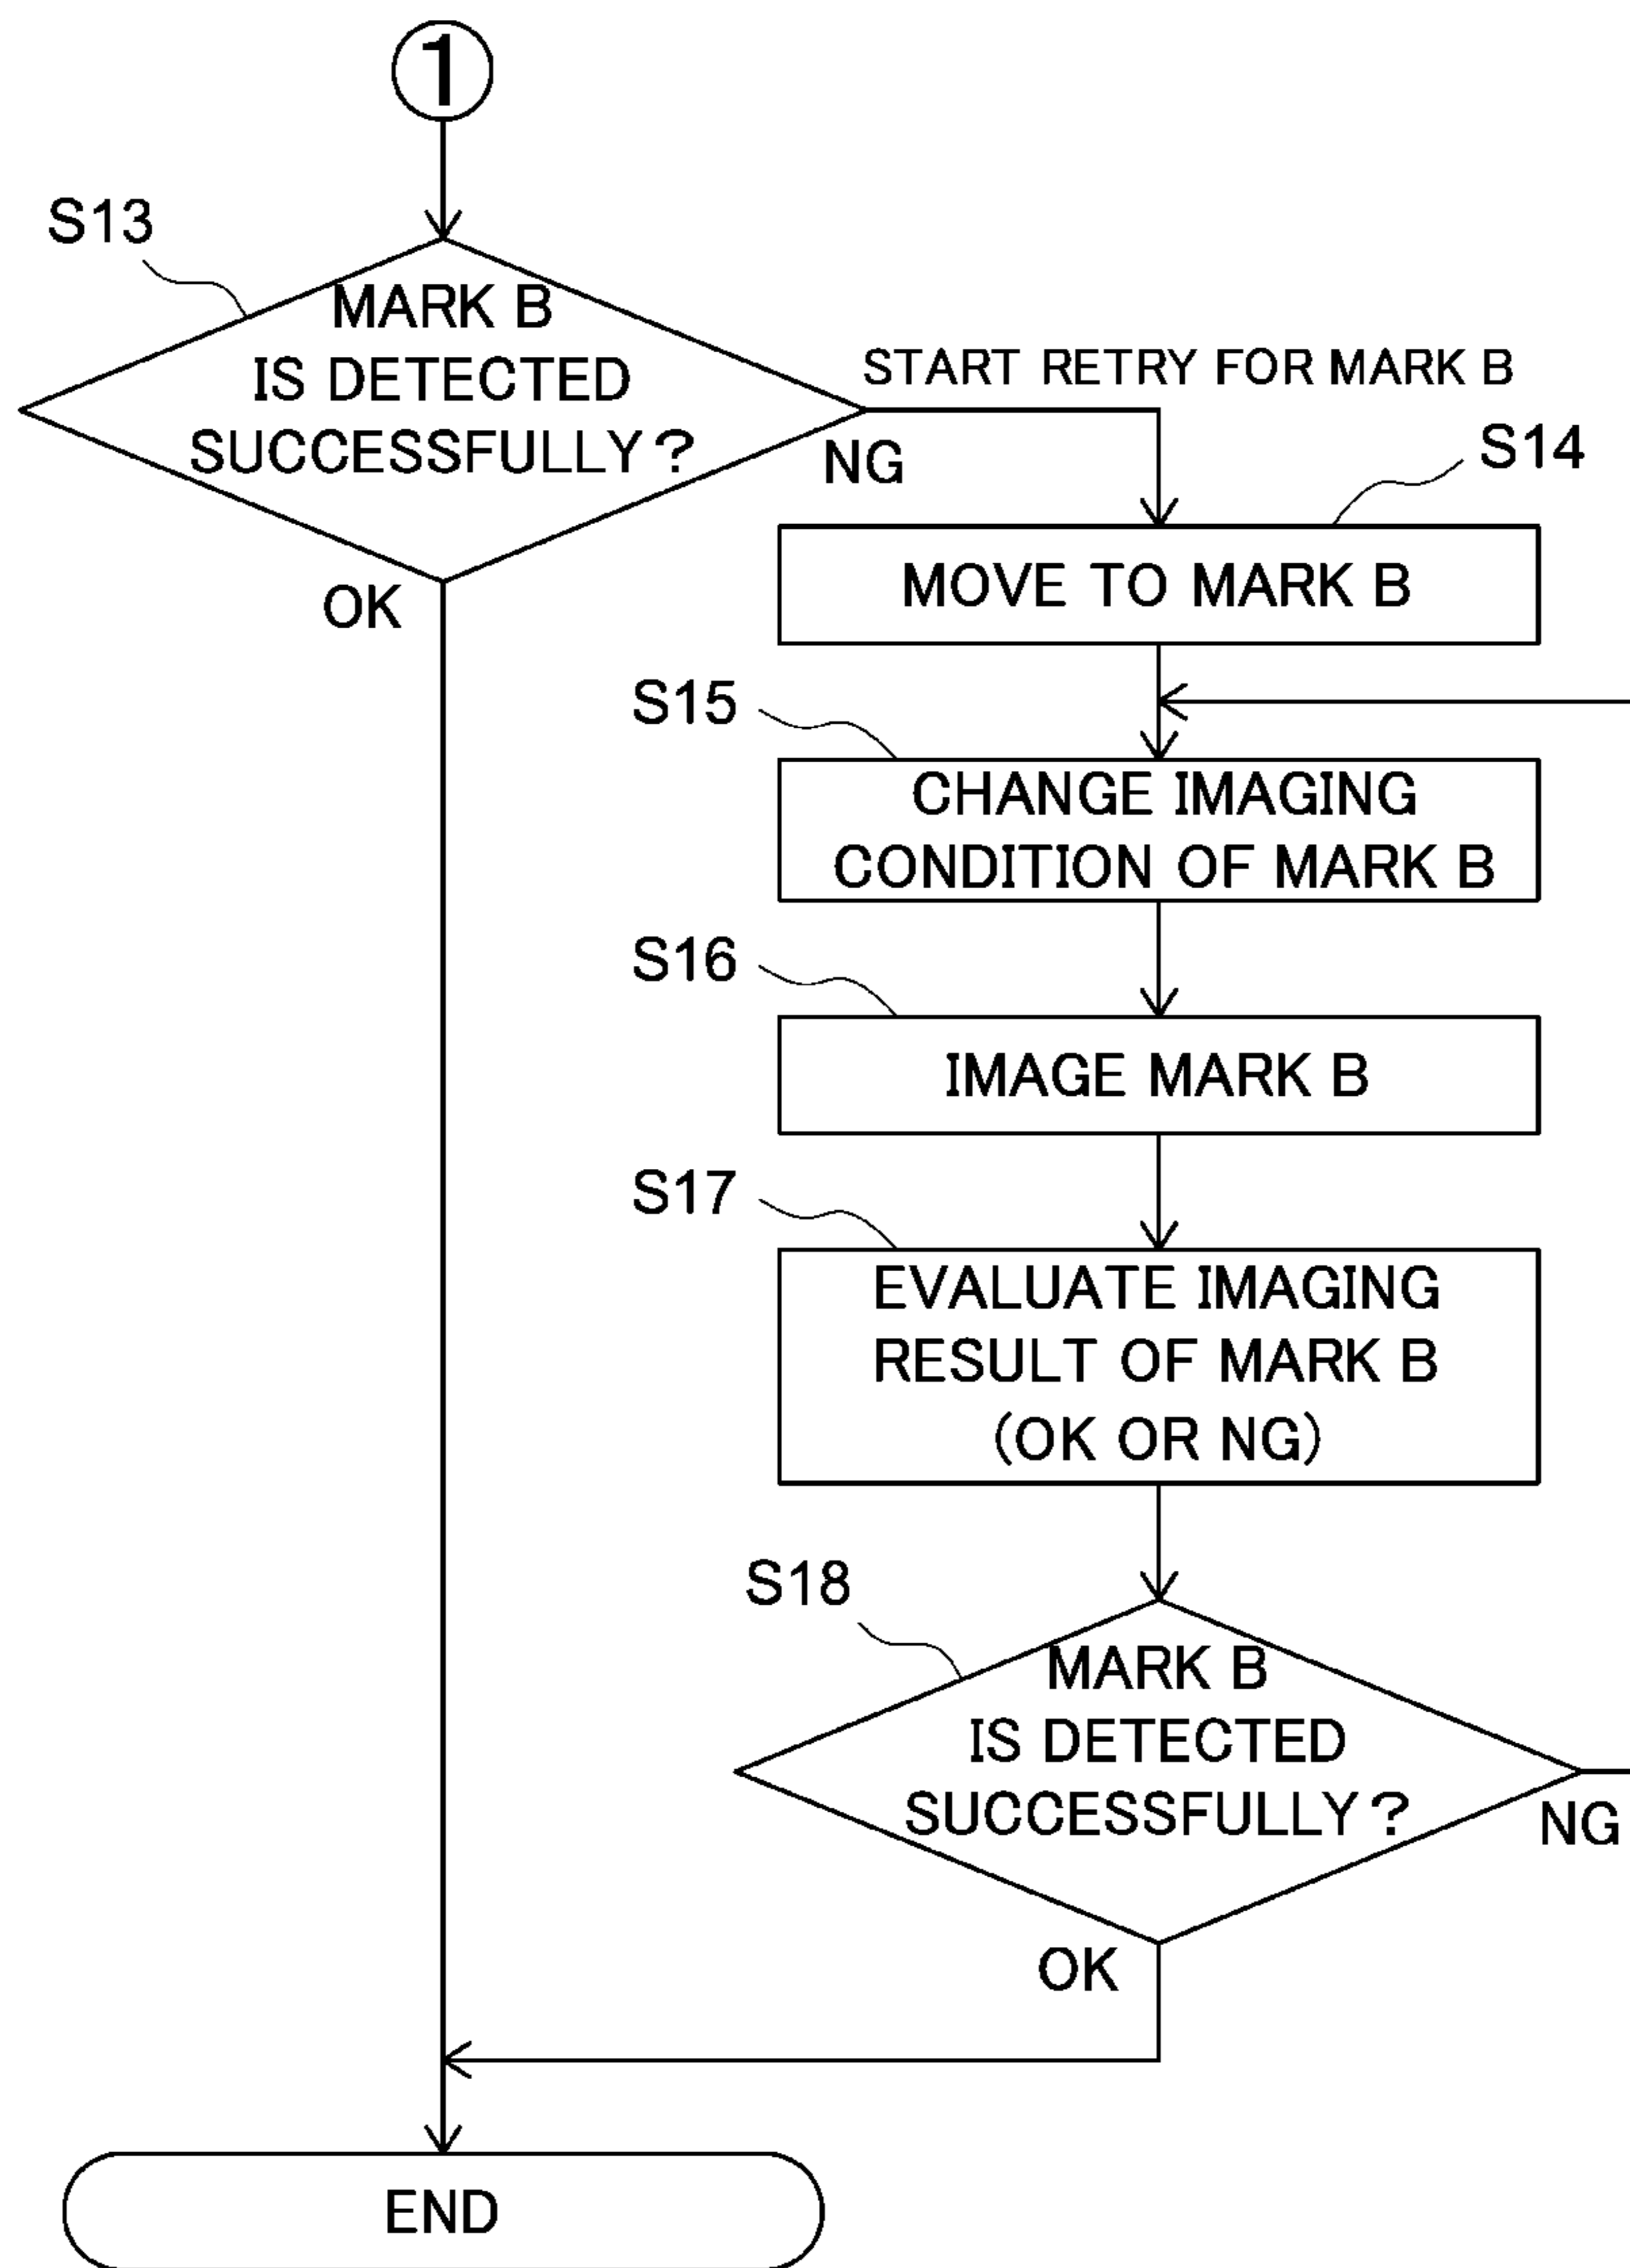 1
S13
MARK B
IS DETECTED
SUCCESSFULLY?
START RETRY FOR MARK B
NG
OK
S14
MOVE TO MARK B
S15
CHANGE IMAGING
CONDITION OF MARK B
S16
IMAGE MARK B
S17
EVALUATE IMAGING
RESULT OF MARK B
(OK OR NG)
S18
MARK B
IS DETECTED
SUCCESSFULLY?
NG
OK
END